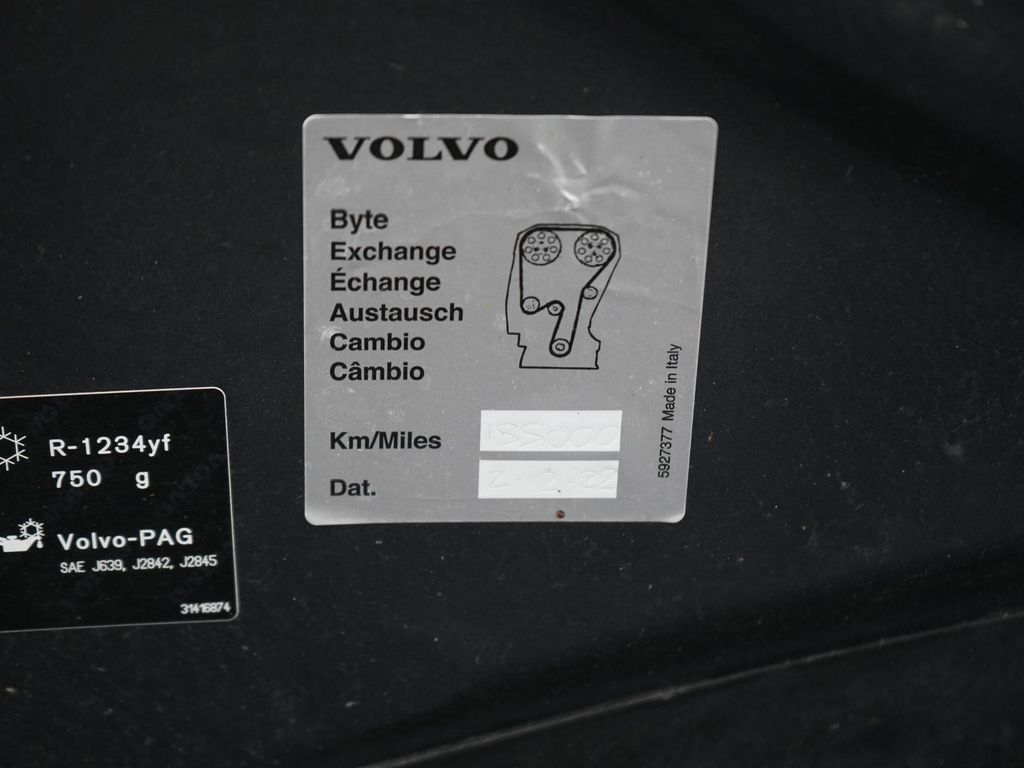 VOLVO
Byte
Exchange
Échange
Austausch
Cambio
Câmbio
Km/Miles 155000
Dat. 2-2-22
5927377 Made in Italy
R-1234yf
750 g
Volvo-PAG
SAE J639, J2842, J2845
31416874